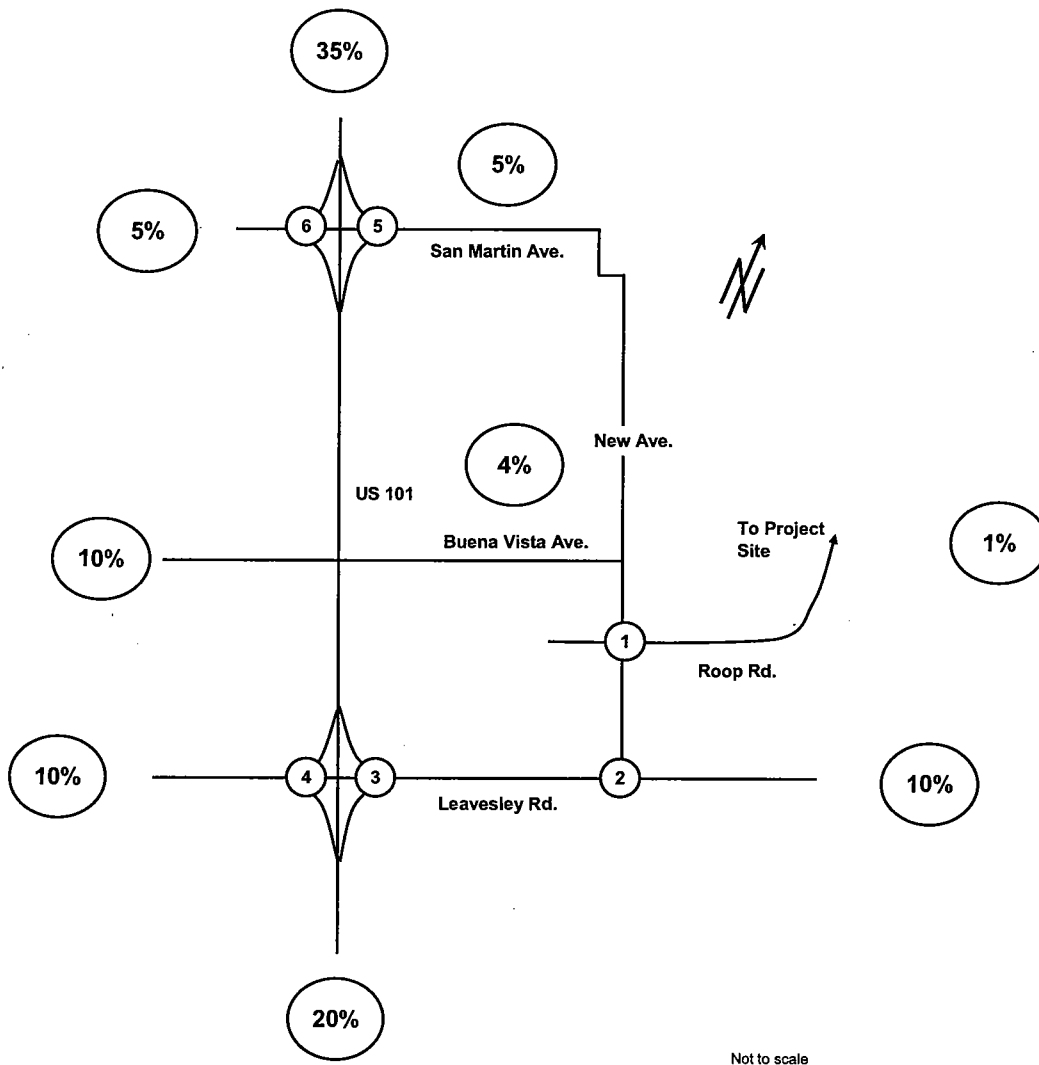 35%
5%
5%
6
5
San Martin Ave.
N
New Ave.
4%
US 101
To Project
Site
1%
Buena Vista Ave.
10%
1
Roop Rd.
10%
4
3
2
10%
Leavesley Rd.
20%
Not to scale